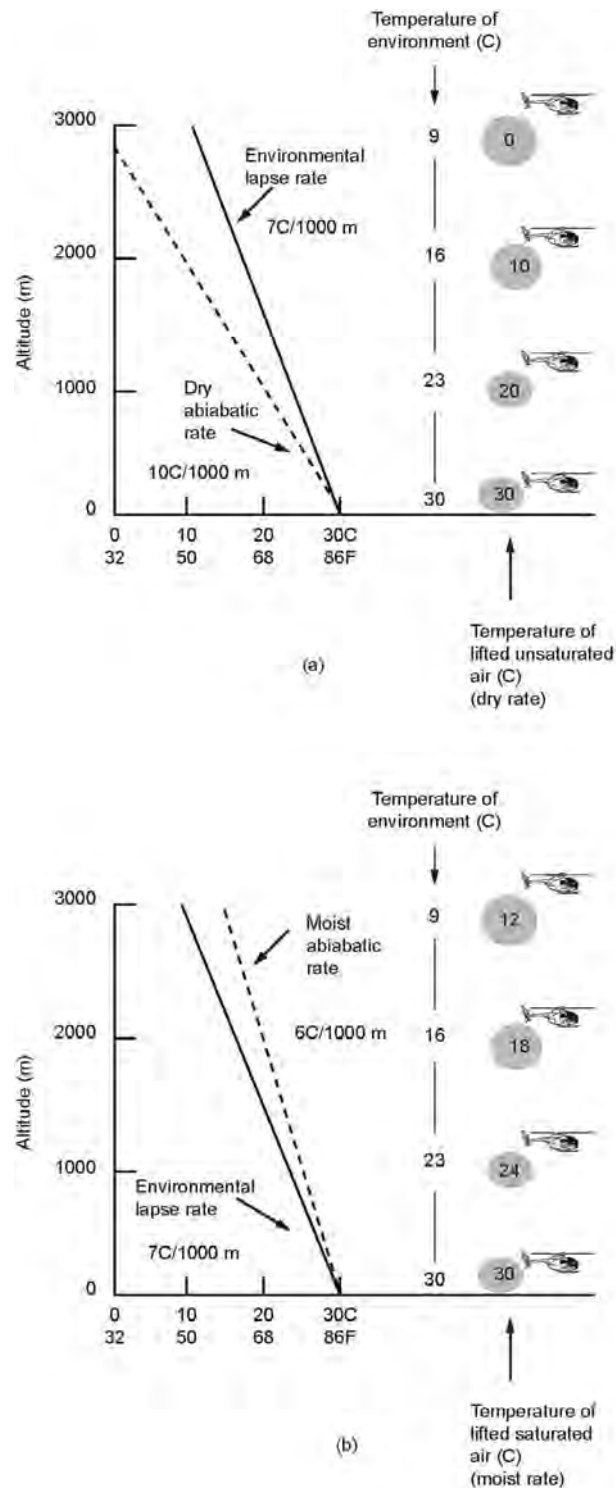 Temperature of
environment (C)
3000
2000
1000
0
Altitude (m)
Environmental
lapse rate
7C/1000 m
Dry
abiabatic
rate
10C/1000 m
0 10 20 30C
32 50 68 86F
9
16
23
30
0
10
20
30
Temperature of
lifted unsaturated
air (C)
(dry rate)
(a)
Temperature of
environment (C)
3000
2000
1000
0
Altitude (m)
Moist
abiabatic
rate
6C/1000 m
Environmental
lapse rate
7C/1000 m
0 10 20 30C
32 50 68 86F
9
16
23
30
12
18
24
30
Temperature of
lifted saturated
air (C)
(moist rate)
(b)